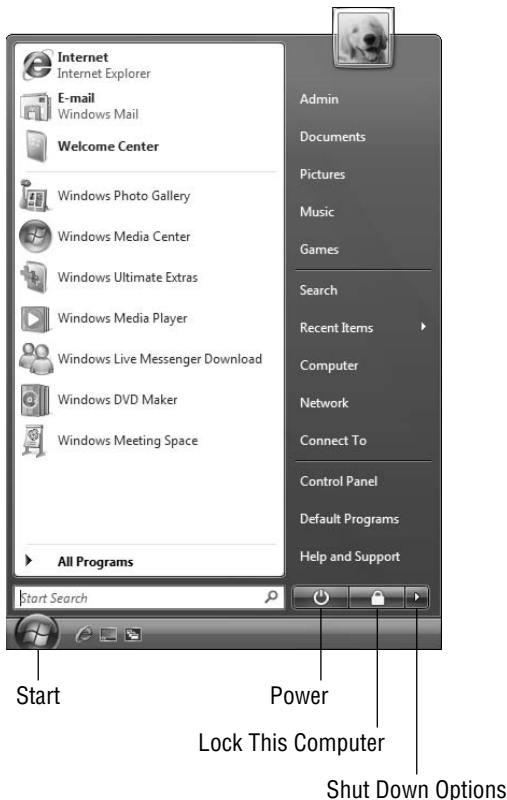 Internet
Internet Explorer
E-mail
Windows Mail
Welcome Center
Windows Photo Gallery
Windows Media Center
Windows Ultimate Extras
Windows Media Player
Windows Live Messenger Download
Windows DVD Maker
Windows Meeting Space
All Programs
Start Search
Admin
Documents
Pictures
Music
Games
Search
Recent Items
Computer
Network
Connect To
Control Panel
Default Programs
Help and Support
Start
Power
Lock This Computer
Shut Down Options